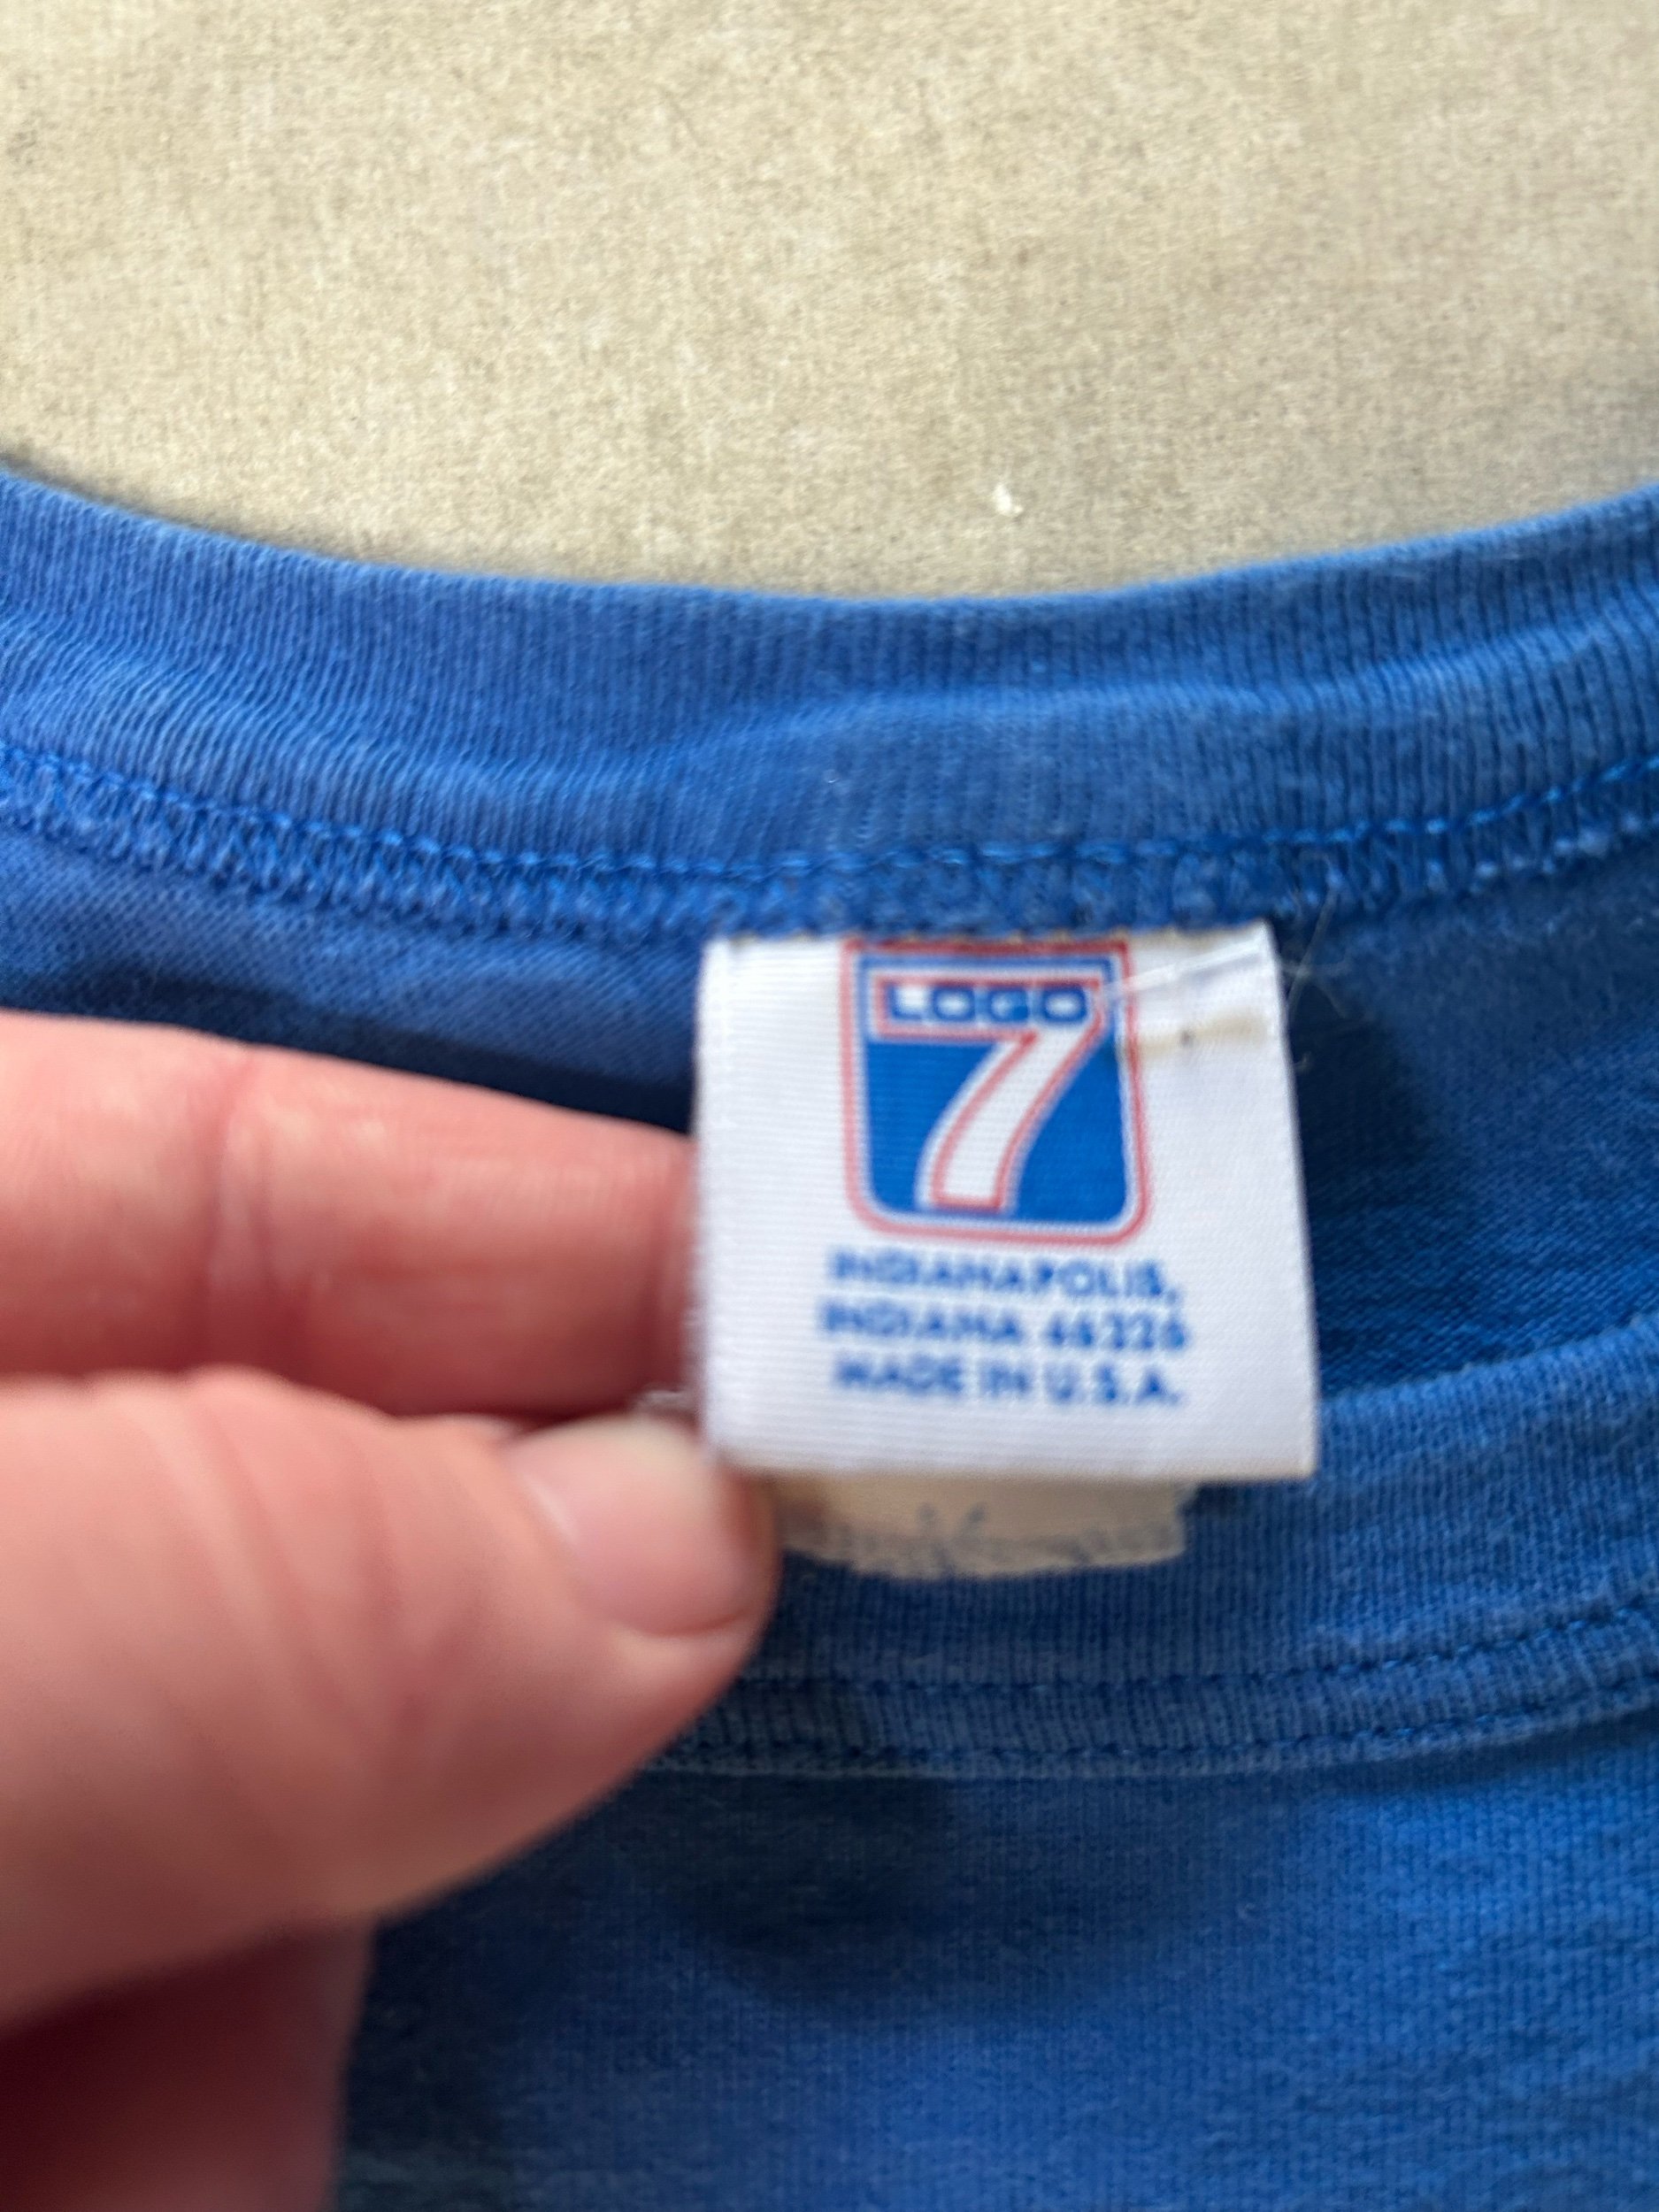 LOGO
7
INDIANAPOLIS,
INDIANA 46226
MADE IN U.S.A.